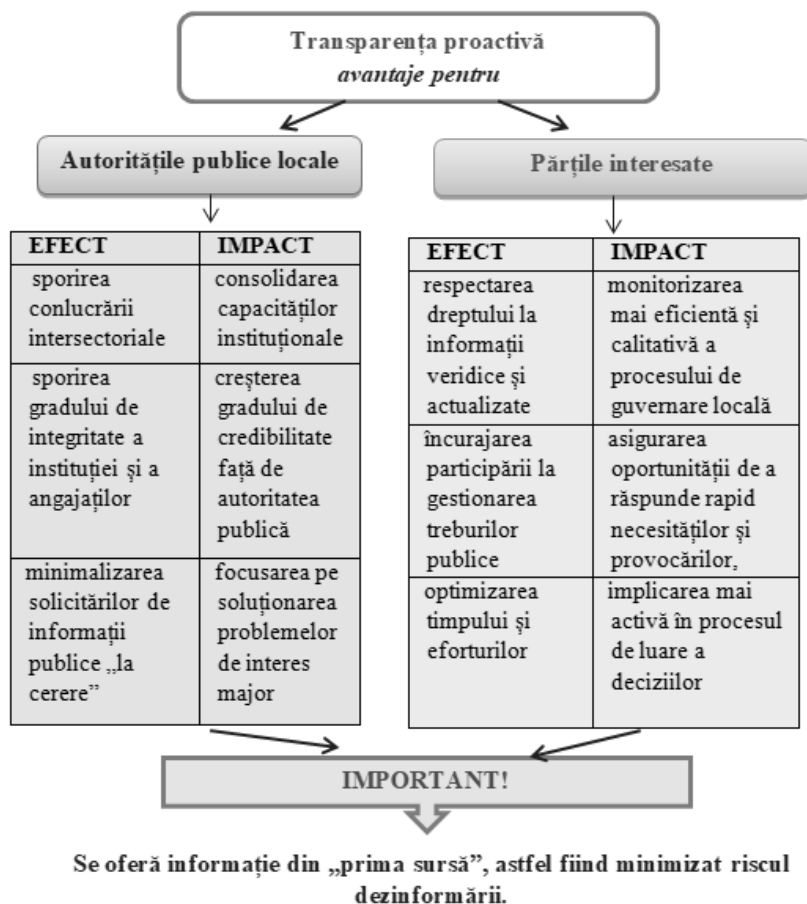 Transparența proactivă
avantaje pentru
Autoritățile publice locale
EFECT
IMPACT
sporirea
conlucrării
intersectoriale
consolidarea
capacităților
instituționale
sporirea
gradului de
integritate a
instituției și a
angajaților
creșterea
gradului de
credibilitate
față de
autoritatea
publică
minimalizarea
solicitărilor de
informații
publice „la
cerere”
focusarea pe
soluționarea
problemelor
de interes
major
Părțile interesate
EFECT
IMPACT
respectarea
dreptului la
informații
veridice și
actualizate
monitorizarea
mai eficientă și
calitativă a
procesului de
guvernare locală
încurajarea
participării la
gestionarea
treburilor
publice
asigurarea
oportunității de a
răspunde rapid
necesităților și
provocărilor,
optimizarea
timpului și
eforturilor
implicarea mai
activă în procesul
de luare a
deciziilor
IMPORTANT!
Se oferă informație din „prima sursă”, astfel fiind minimizat riscul
dezinformării.